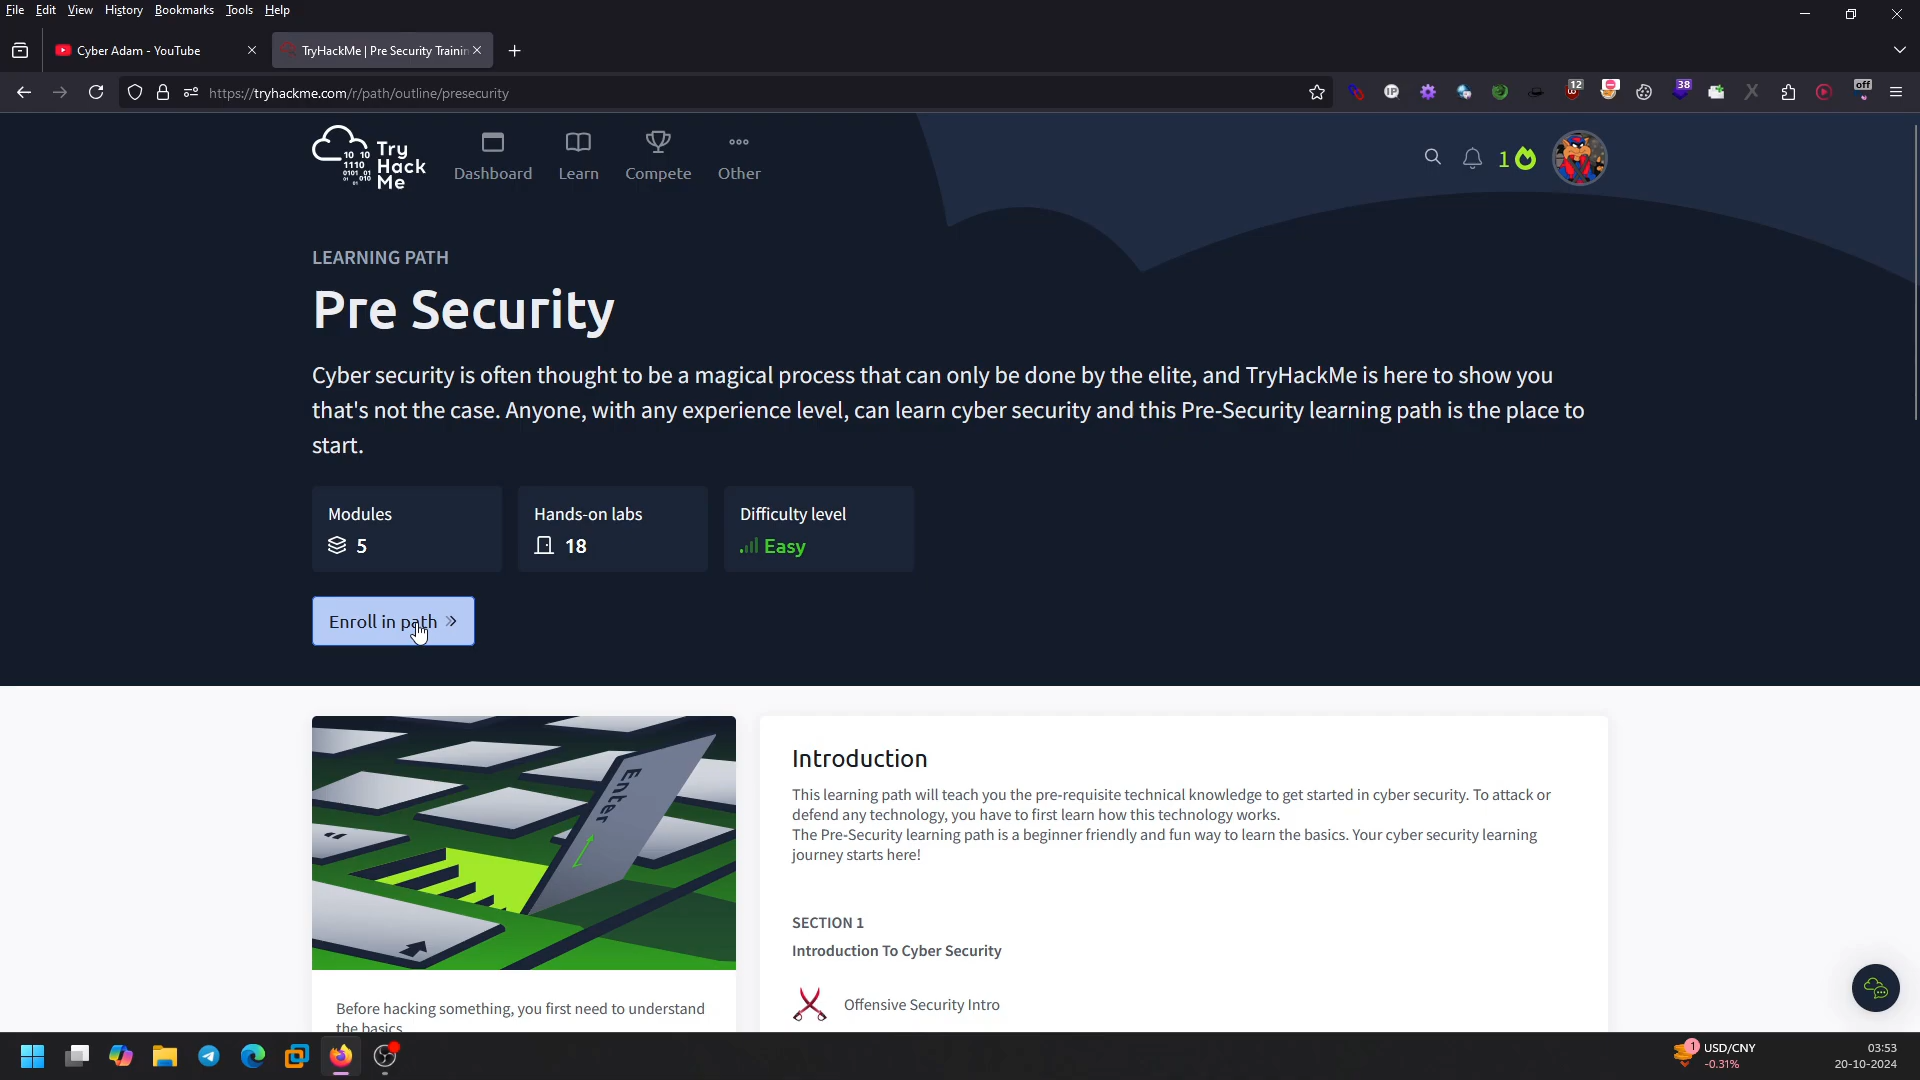 File Edit View History Bookmarks Tools Help
Cyber Adam - YouTube
TryHackMe | Pre Security Trainin
https://tryhackme.com/r/path/outline/presecurity
IP
12
38
off
Try
Hack
Me
Dashboard
Learn
Compete
Other
1
LEARNING PATH
Pre Security
Cyber security is often thought to be a magical process that can only be done by the elite, and TryHackMe is here to show you
that's not the case. Anyone, with any experience level, can learn cyber security and this Pre-Security learning path is the place to
start.
Modules
5
Hands-on labs
18
Difficulty level
Easy
Enroll in path
Enter
Before hacking something, you first need to understand
the basics
Introduction
This learning path will teach you the pre-requisite technical knowledge to get started in cyber security. To attack or
defend any technology, you have to first learn how this technology works.
The Pre-Security learning path is a beginner friendly and fun way to learn the basics. Your cyber security learning
journey starts here!
SECTION 1
Introduction To Cyber Security
Offensive Security Intro
1
USD/CNY
-0.31%
03:53
20-10-2024